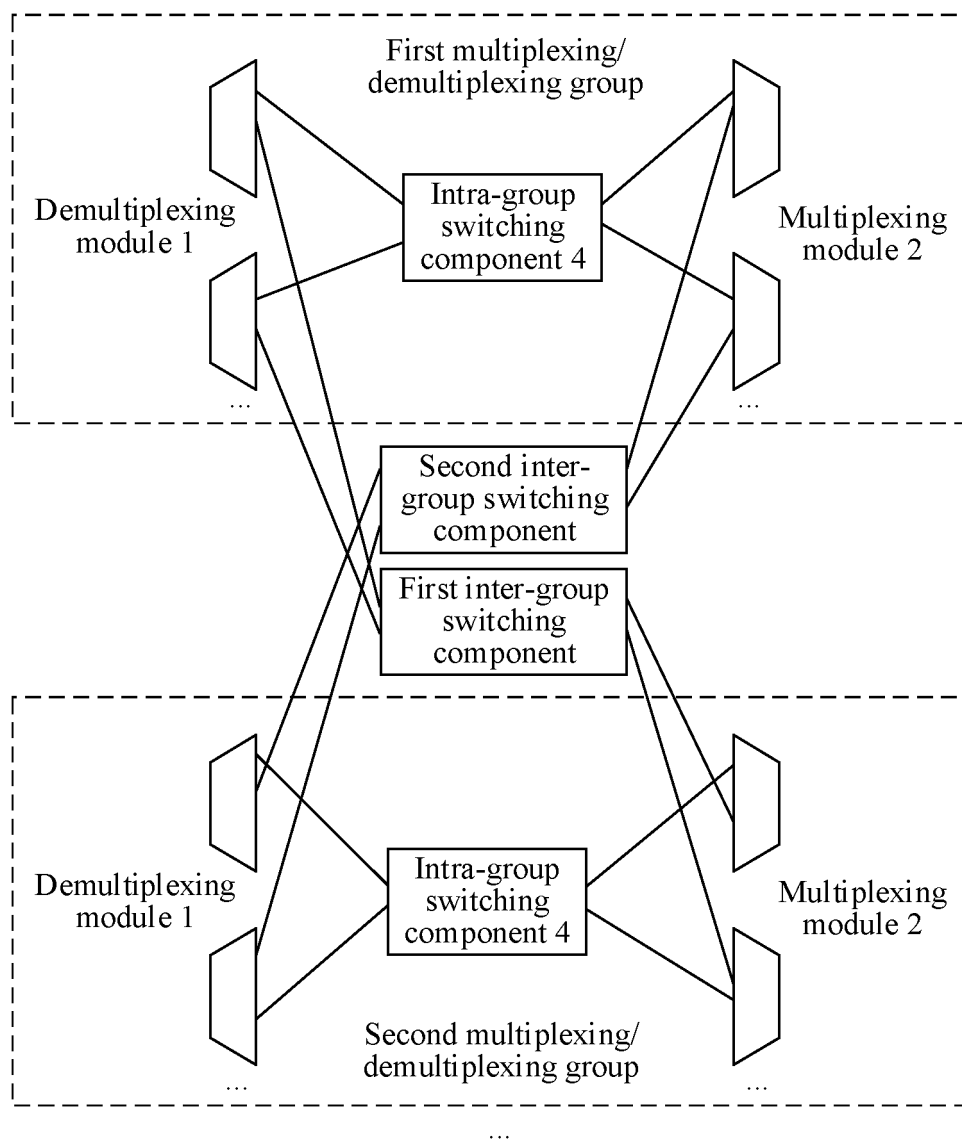 First multiplexing/
demultiplexing group
Demultiplexing
module 1
Intra-group
switching
component 4
Multiplexing
module 2
...
...
Second inter-
group switching
component
First inter-group
switching
component
Demultiplexing
module 1
Intra-group
switching
component 4
Multiplexing
module 2
Second multiplexing/
demultiplexing group
...
...
...